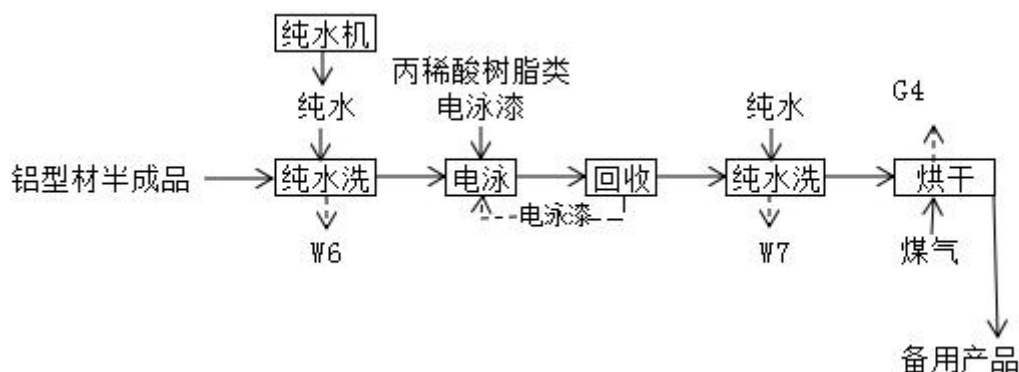 纯水机
丙稀酸树脂类
电泳漆
纯水
纯水
G4
铝型材半成品
纯水洗
电泳
回收
纯水洗
烘干
电泳漆
W6
W7
煤气
备用产品